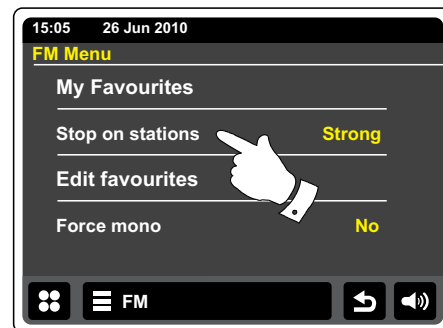 15:05 26 Jun 2010
FM Menu
My Favourites
Stop on stations Strong
Edit favourites
Force mono No
FM